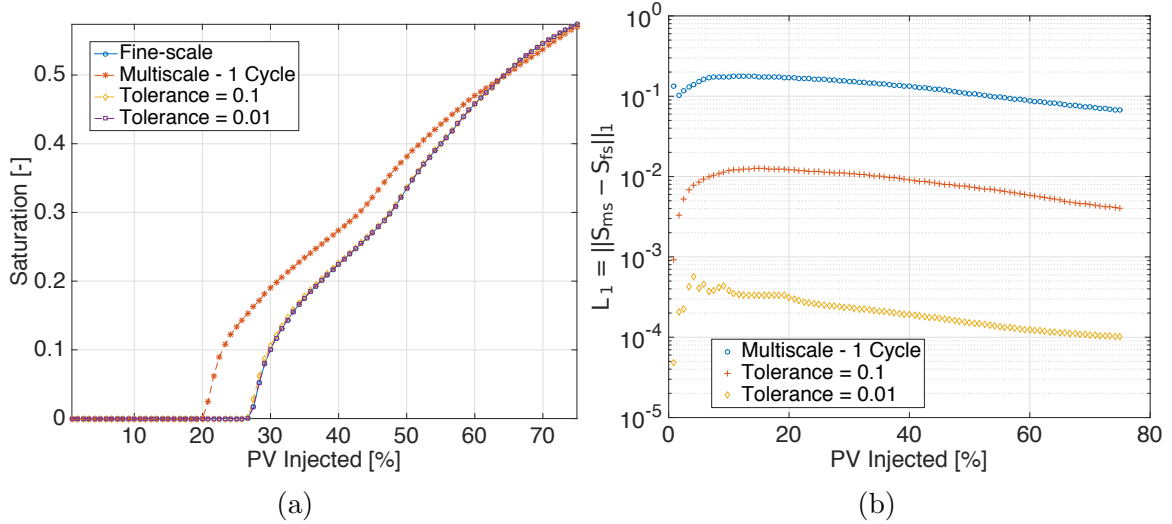 Saturation [-]
0.5
0.4
0.3
0.2
0.1
0
Fine-scale
Multiscale - 1 Cycle
Tolerance = 0.1
Tolerance = 0.01
10 20 30 40 50 60 70
PV Injected [%]
(a)
L₁ = ||Sₘₛ − S_fs||₁
10⁰
10⁻¹
10⁻²
10⁻³
10⁻⁴
10⁻⁵
Multiscale - 1 Cycle
Tolerance = 0.1
Tolerance = 0.01
0 20 40 60 80
PV Injected [%]
(b)